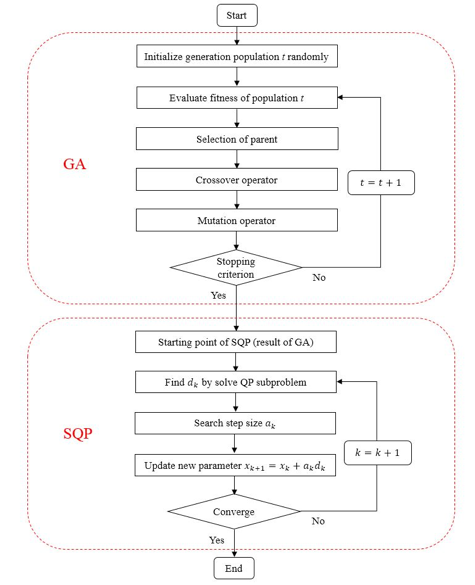 Start
Initialize generation population t randomly
Evaluate fitness of population t
Selection of parent
GA
Crossover operator
t = t + 1
Mutation operator
Stopping
criterion
No
Yes
Starting point of SQP (result of GA)
Find d_k by solve QP subproblem
Search step size a_k
SQP
k = k + 1
Update new parameter x_{k+1} = x_k + a_k d_k
Converge
No
Yes
End